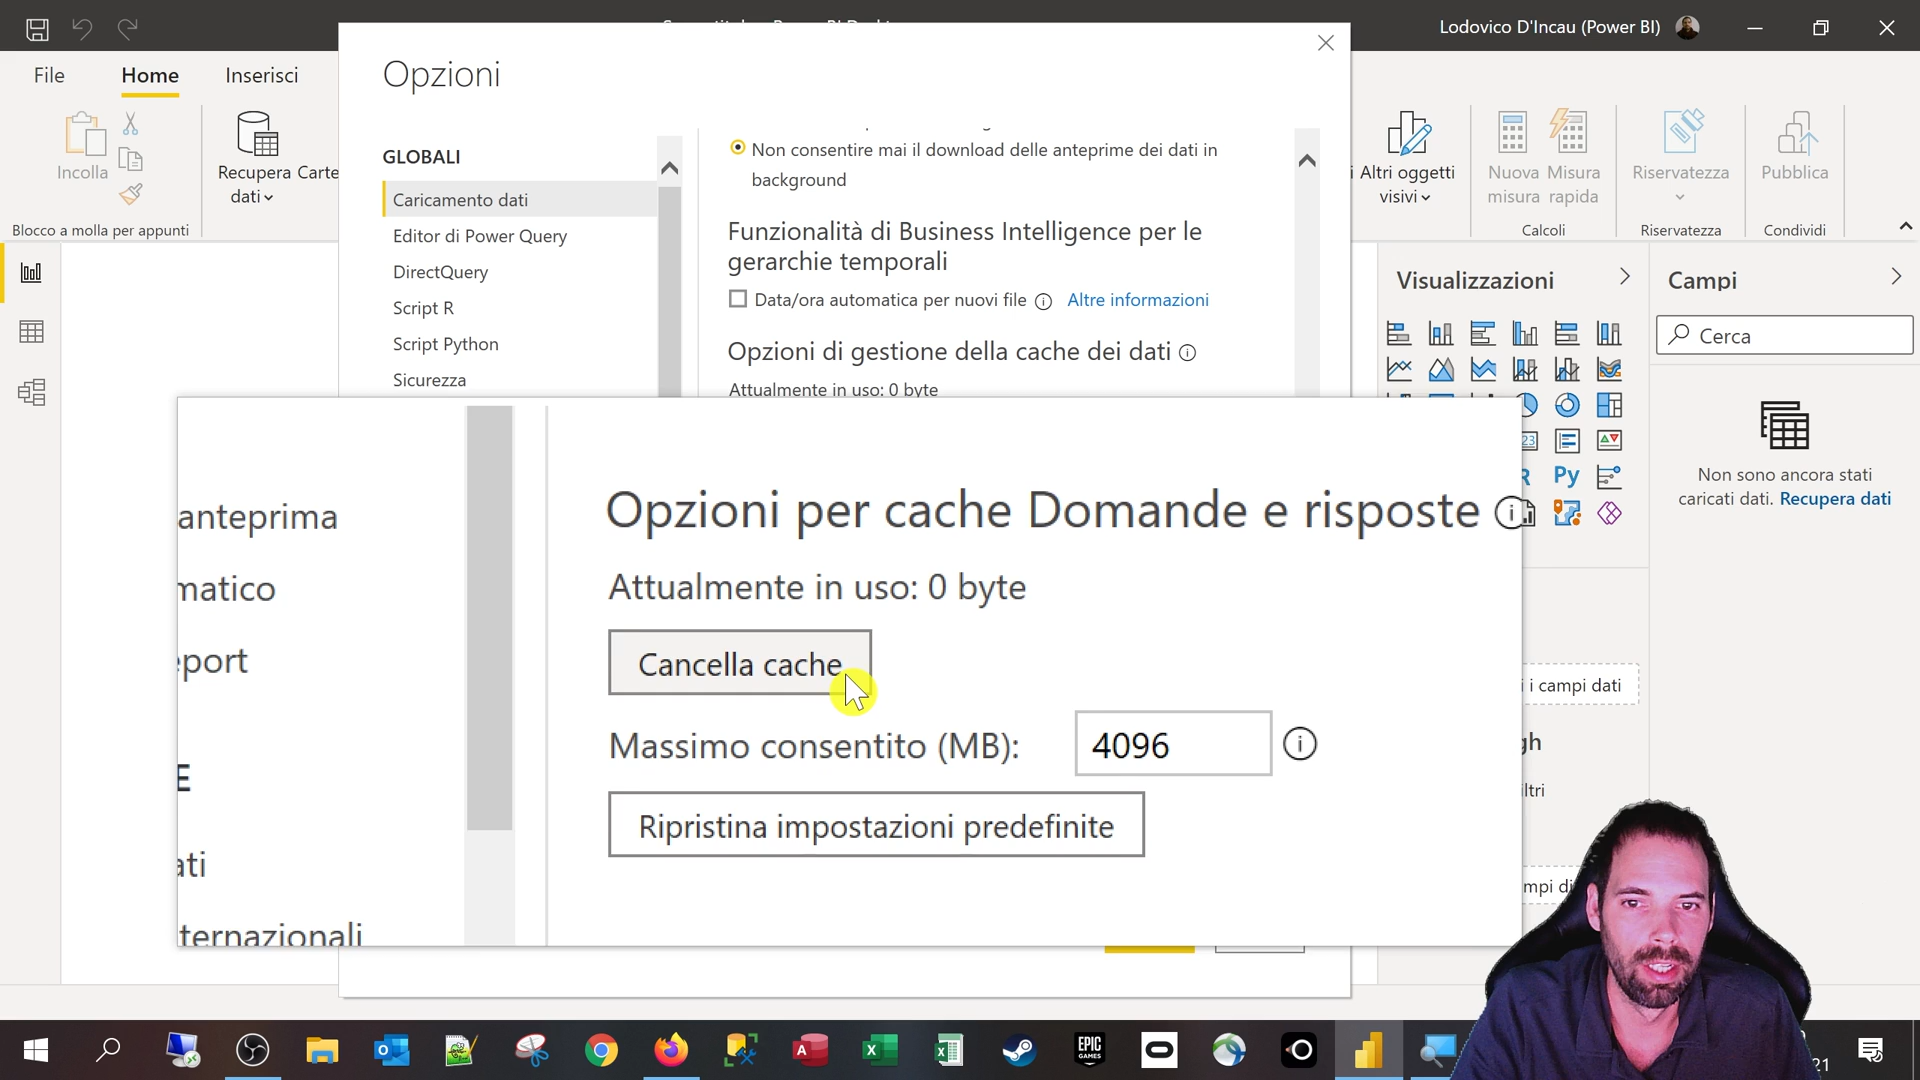 Lodovico D'Incau (Power BI)
File
Home
Inserisci
Opzioni
Incolla
Recupera
dati
Carte
Blocco a molla per appunti
GLOBALI
Caricamento dati
Editor di Power Query
DirectQuery
Script R
Script Python
Sicurezza
Non consentire mai il download delle anteprime dei dati in
background
Funzionalità di Business Intelligence per le
gerarchie temporali
Data/ora automatica per nuovi file
Altre informazioni
Opzioni di gestione della cache dei dati
Attualmente in uso: 0 byte
Altri oggetti
visivi
Nuova
misura
Misura
rapida
Calcoli
Riservatezza
Riservatezza
Pubblica
Condividi
Visualizzazioni
Campi
Cerca
123
R
Py
Non sono ancora stati
caricati dati. Recupera dati
anteprima
matico
eport
E
ati
ternazionali
Opzioni per cache Domande e risposte
Attualmente in uso: 0 byte
Cancella cache
Massimo consentito (MB):
4096
Ripristina impostazioni predefinite
i campi dati
gh
iltri
mpi di
EPIC
GAMES
21